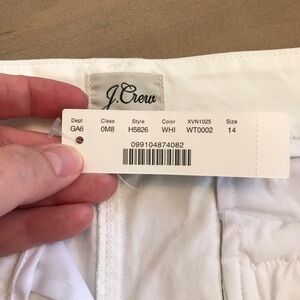 J.Crew
Dept Class Style Color XVN1025 Size
GA6 0M8 H5826 WHI WT0002 14
099104874082